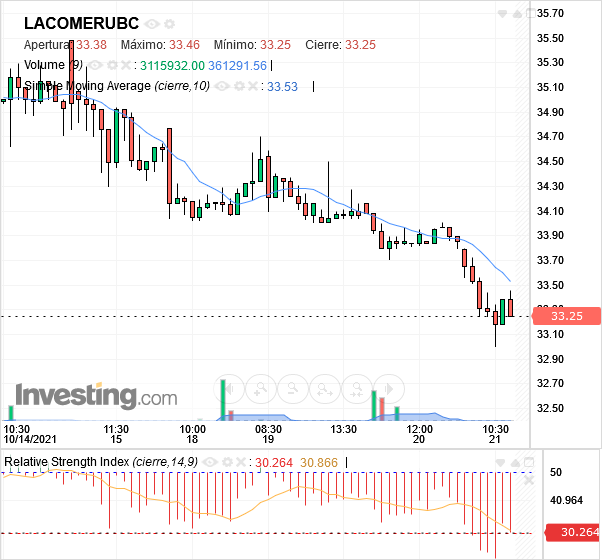 LACOMERUBC
Apertura: 33.38 Máximo: 33.46 Mínimo: 33.25 Cierre: 33.25
Volume (9) : 3115932.00 361291.56
Simple Moving Average (cierre,10) : 33.53
35.70
35.50
35.30
35.10
34.90
34.70
34.50
34.30
34.10
33.90
33.70
33.50
33.25
33.10
32.90
32.70
32.50
Investing.com
10:30 11:30 10:00 08:30 13:30 12:00 10:30
10/14/2021 15 18 19 20 21
Relative Strength Index (cierre,14,9) : 30.264 30.866
50
40.964
30.264